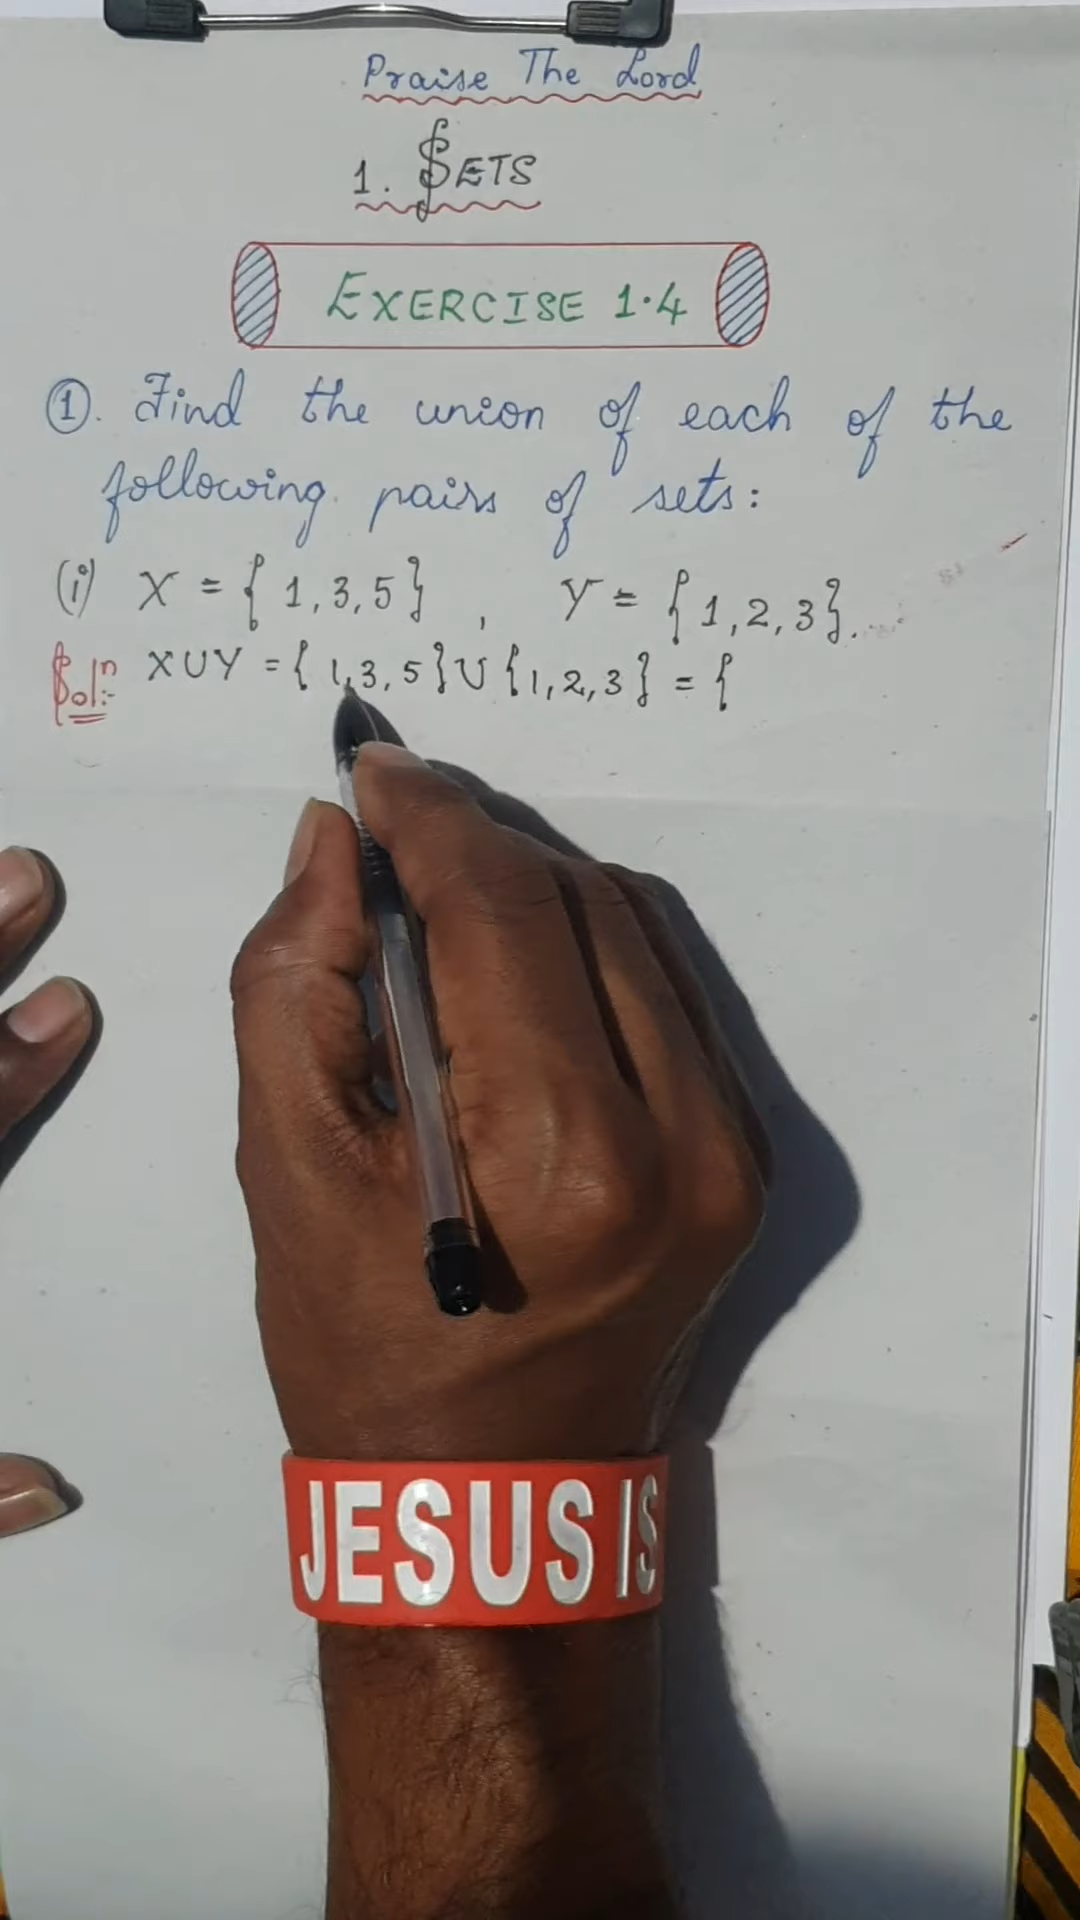 Praise The Lord
1. SETS
EXERCISE 1.4
①. Find the union of each of the
following pairs of sets:
(i) X = { 1, 3, 5 } , Y = { 1, 2, 3 }.
Solⁿ:- X∪Y = { 1, 3, 5 } ∪ { 1, 2, 3 } = {
JESUS IS